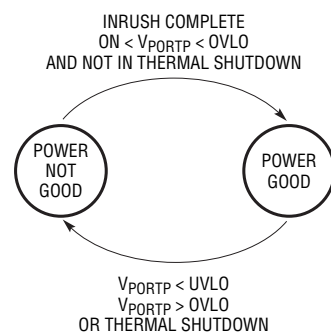 INRUSH COMPLETE
ON < VPORTP < OVLO
AND NOT IN THERMAL SHUTDOWN
POWER
NOT
GOOD
POWER
GOOD
VPORTP < UVLO
VPORTP > OVLO
OR THERMAL SHUTDOWN